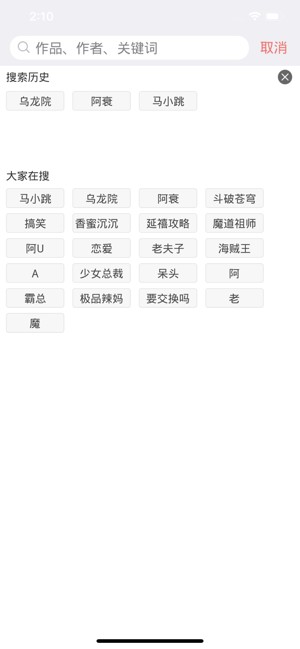 2:10
作品、作者、关键词 取消
搜索历史
乌龙院 阿衰 马小跳
大家在搜
马小跳 乌龙院 阿衰 斗破苍穹
搞笑 香蜜沉沉 延禧攻略 魔道祖师
阿U 恋爱 老夫子 海贼王
A 少女总裁 呆头 阿
霸总 极品辣妈 要交换吗 老
魔